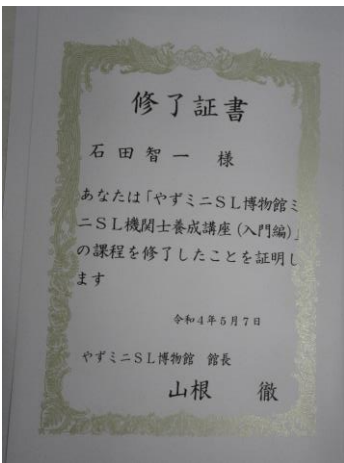 修了証書
石田智一 様
あなたは「やずミニSL博物館ミ
ニSL機関士養成講座(入門編)」
の課程を修了したことを証明し
ます
令和4年5月7日
やずミニSL博物館 館長
山根 徹